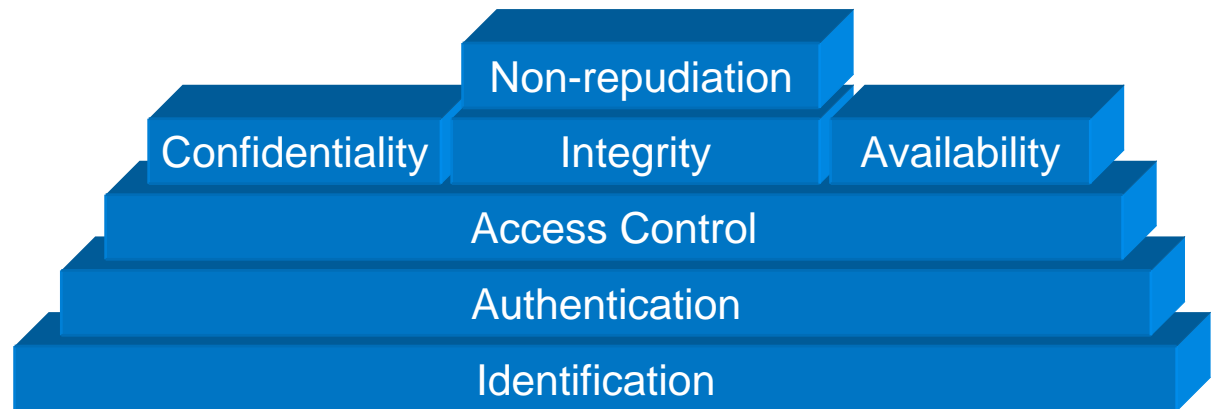 Non-repudiation
Confidentiality Integrity Availability
Access Control
Authentication
Identification